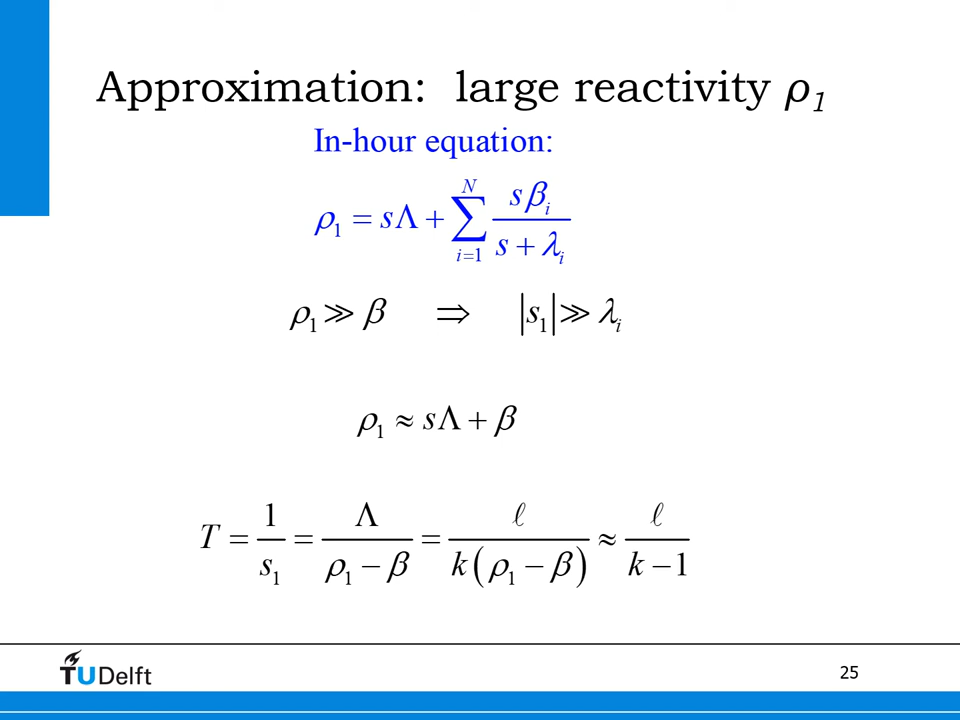 Approximation: large reactivity ρ₁
In-hour equation:
ρ₁ = sΛ + ∑_{i=1}^{N} sβᵢ / (s + λᵢ)
ρ₁ ≫ β ⇒ |s₁| ≫ λᵢ
ρ₁ ≈ sΛ + β
T = 1/s₁ = Λ/(ρ₁ − β) = ℓ/(k(ρ₁ − β)) ≈ ℓ/(k − 1)
TUDelft
25